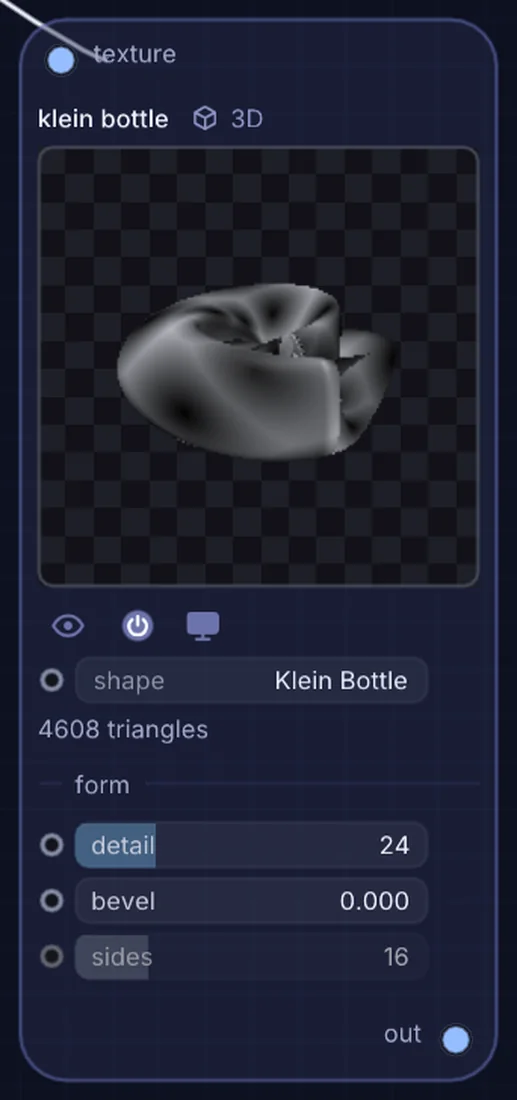 texture
klein bottle 3D
shape Klein Bottle
4608 triangles
form
detail 24
bevel 0.000
sides 16
out